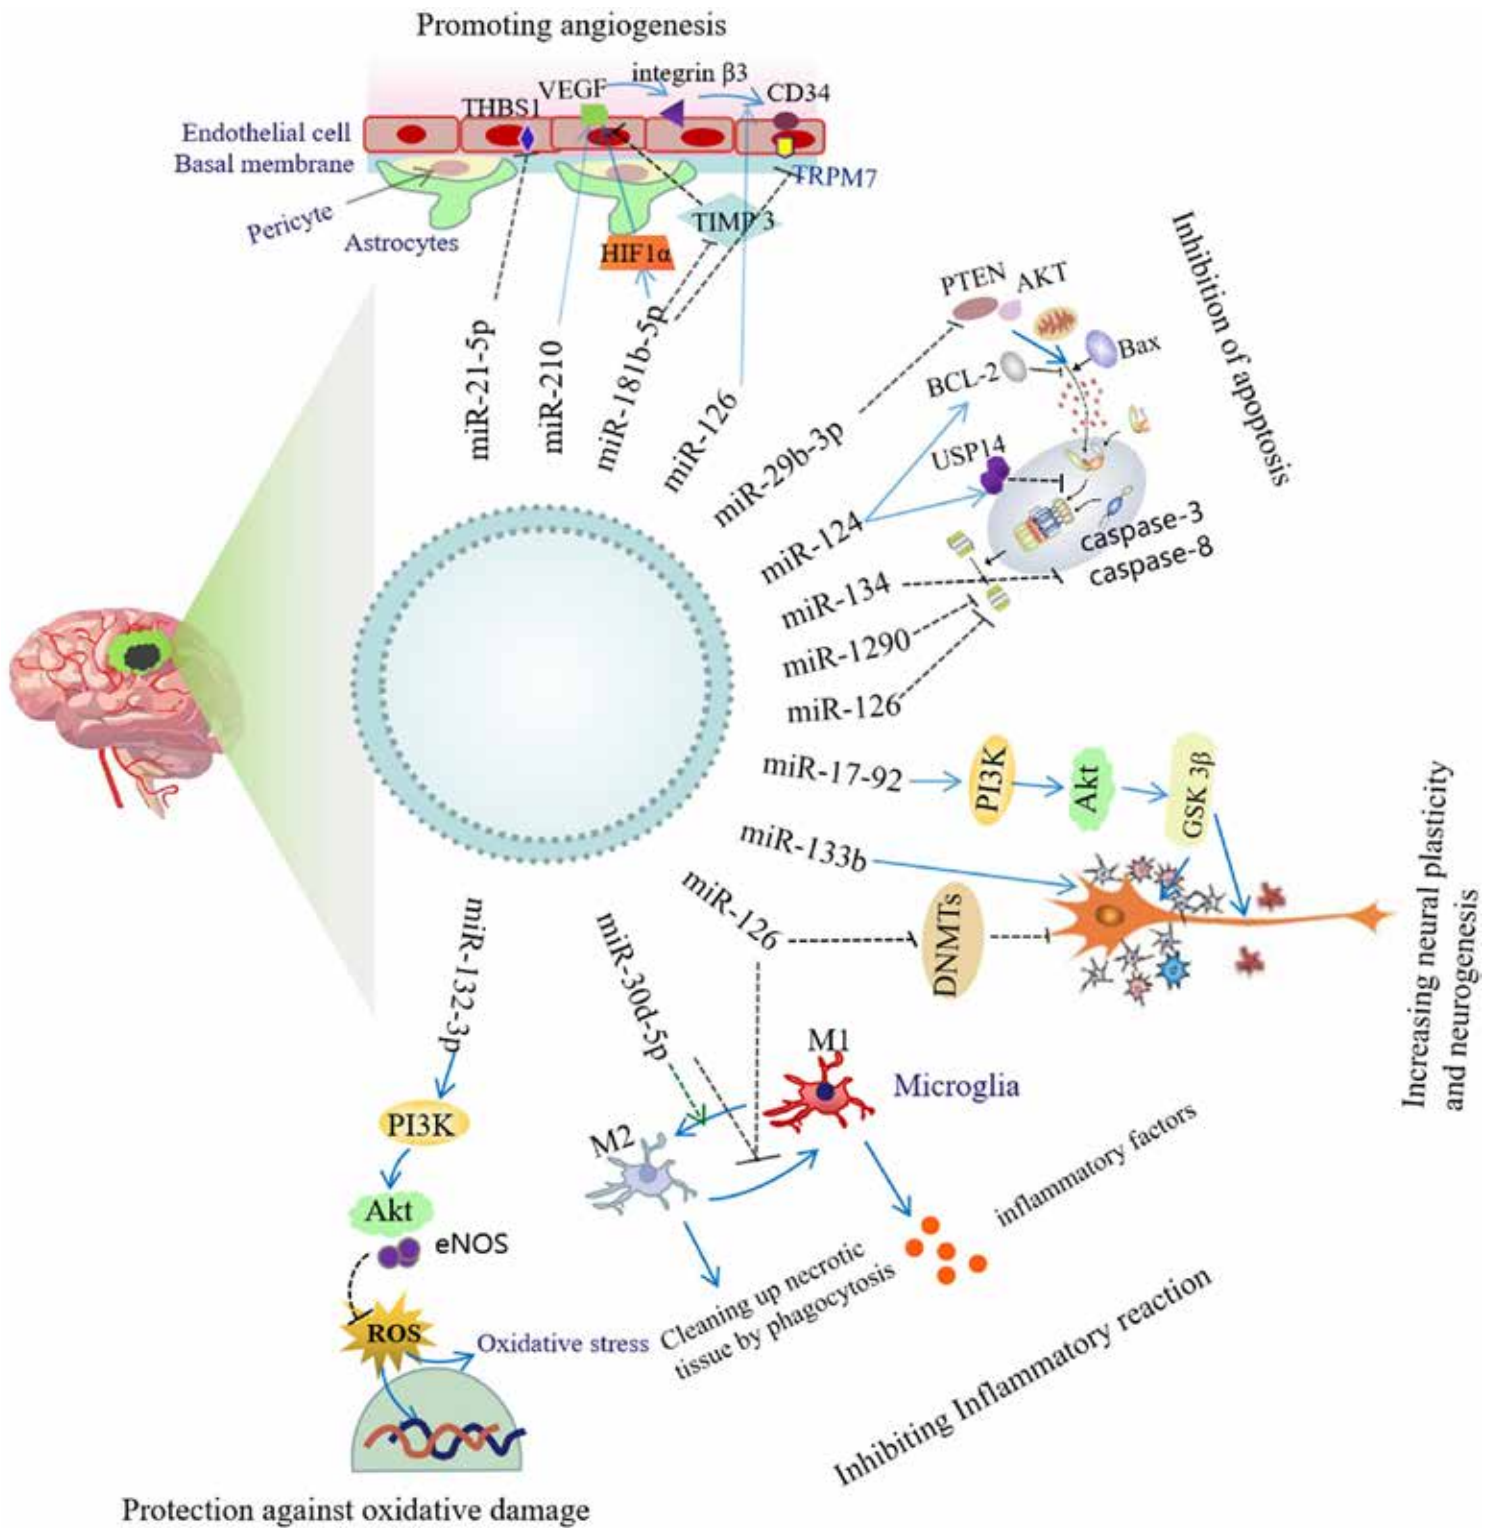 Promoting angiogenesis
integrin β3
VEGF
CD34
THBS1
Endothelial cell
Basal membrane
TRPM7
Pericyte
Astrocytes
TIMP 3
HIF1α
miR-21-5p
miR-210
miR-181b-5p
miR-126
Inhibition of apoptosis
PTEN
AKT
Bax
BCL-2
USP14
caspase-3
caspase-8
miR-29b-3p
miR-124
miR-134
miR-1290
miR-126
miR-17-92
PI3K
Akt
GSK 3β
miR-133b
miR-126
DNMTs
Increasing neural plasticity
and neurogenesis
miR-132-3p
miR-30d-5p
M1
Microglia
M2
PI3K
Akt
eNOS
ROS
Oxidative stress
Cleaning up necrotic
tissue by phagocytosis
inflammatory factors
Inhibiting Inflammatory reaction
Protection against oxidative damage